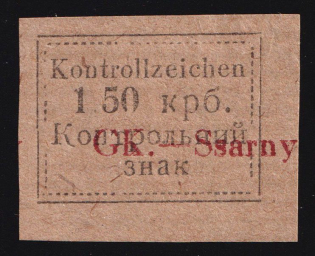 Kontrollzeichen
1.50 крб.
Контрольний
GK. — Ssarny
знак